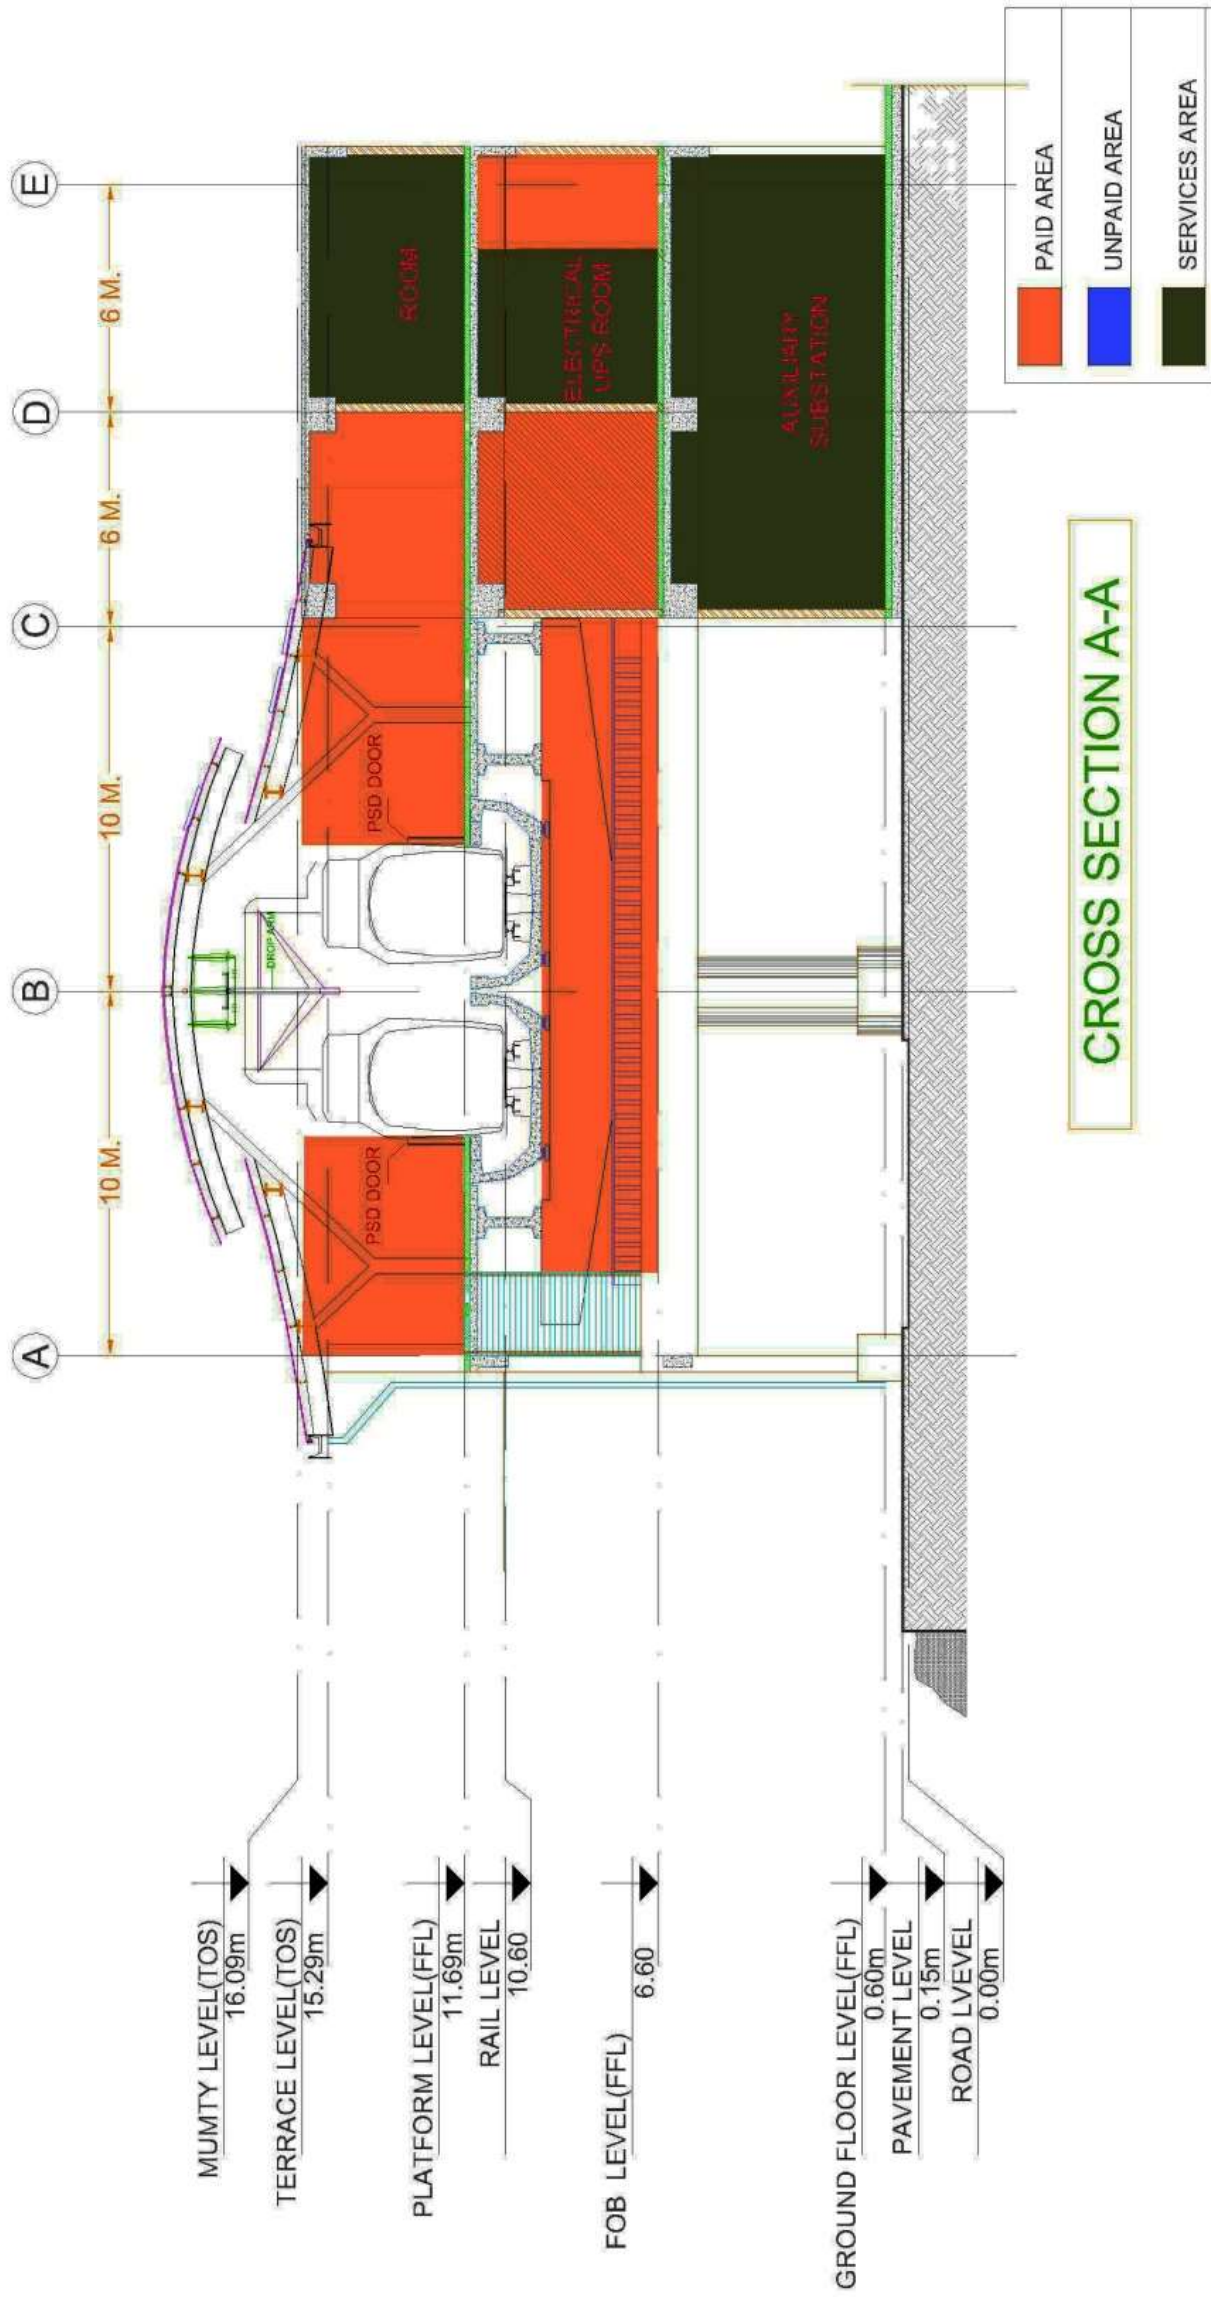 A
B
C
D
E
10 M.
10 M.
6 M.
6 M.
MUMTY LEVEL(TOS)
16.09m
TERRACE LEVEL(TOS)
15.29m
PLATFORM LEVEL(FFL)
11.69m
RAIL LEVEL
10.60
FOB LEVEL(FFL)
6.60
GROUND FLOOR LEVEL(FFL)
0.60m
PAVEMENT LEVEL
0.15m
ROAD LVEVEL
0.00m
DROP ARM
PSD DOOR
PSD DOOR
ROOM
ELECTRICAL
UPS ROOM
AUXILIARY
SUBSTATION
CROSS SECTION A-A
PAID AREA
UNPAID AREA
SERVICES AREA